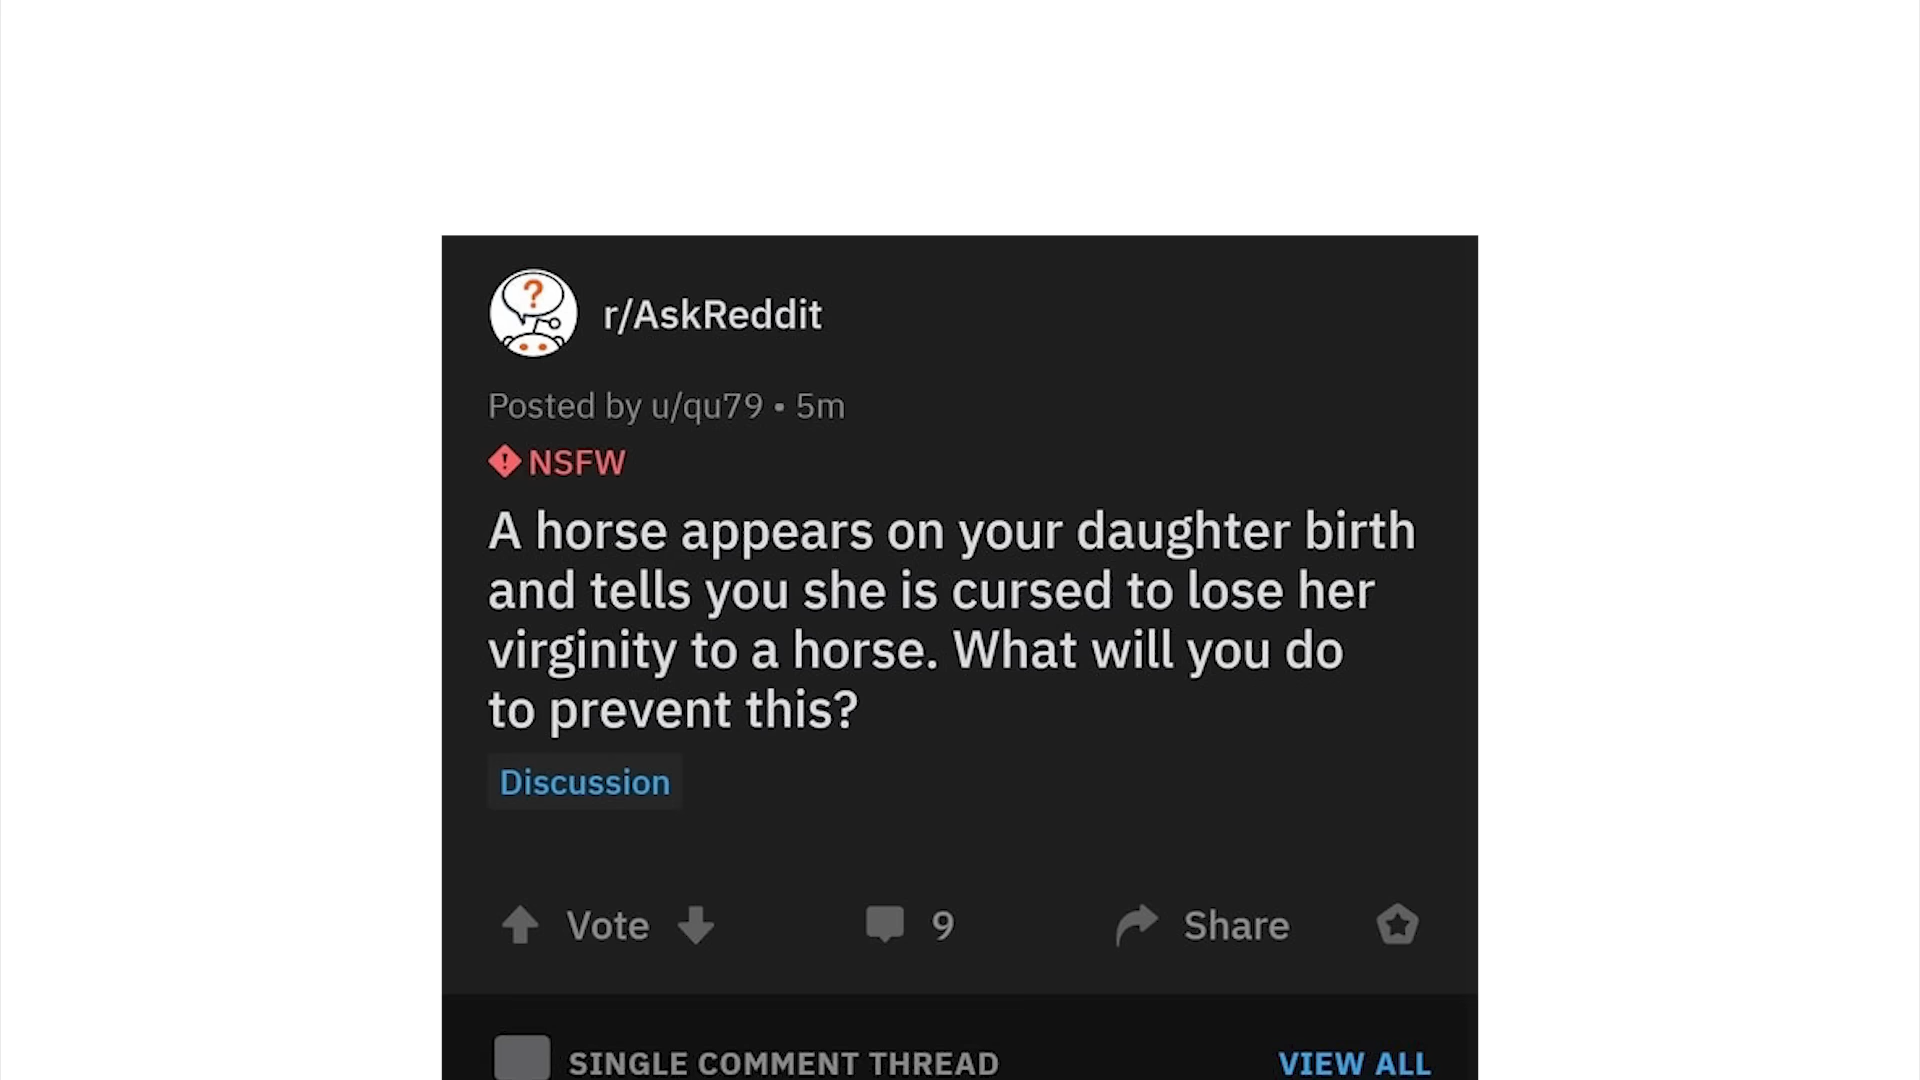 ?
r/AskReddit
Posted by u/qu79 • 5m
! NSFW
A horse appears on your daughter birth
and tells you she is cursed to lose her
virginity to a horse. What will you do
to prevent this?
Discussion
Vote 9 Share
SINGLE COMMENT THREAD VIEW ALL